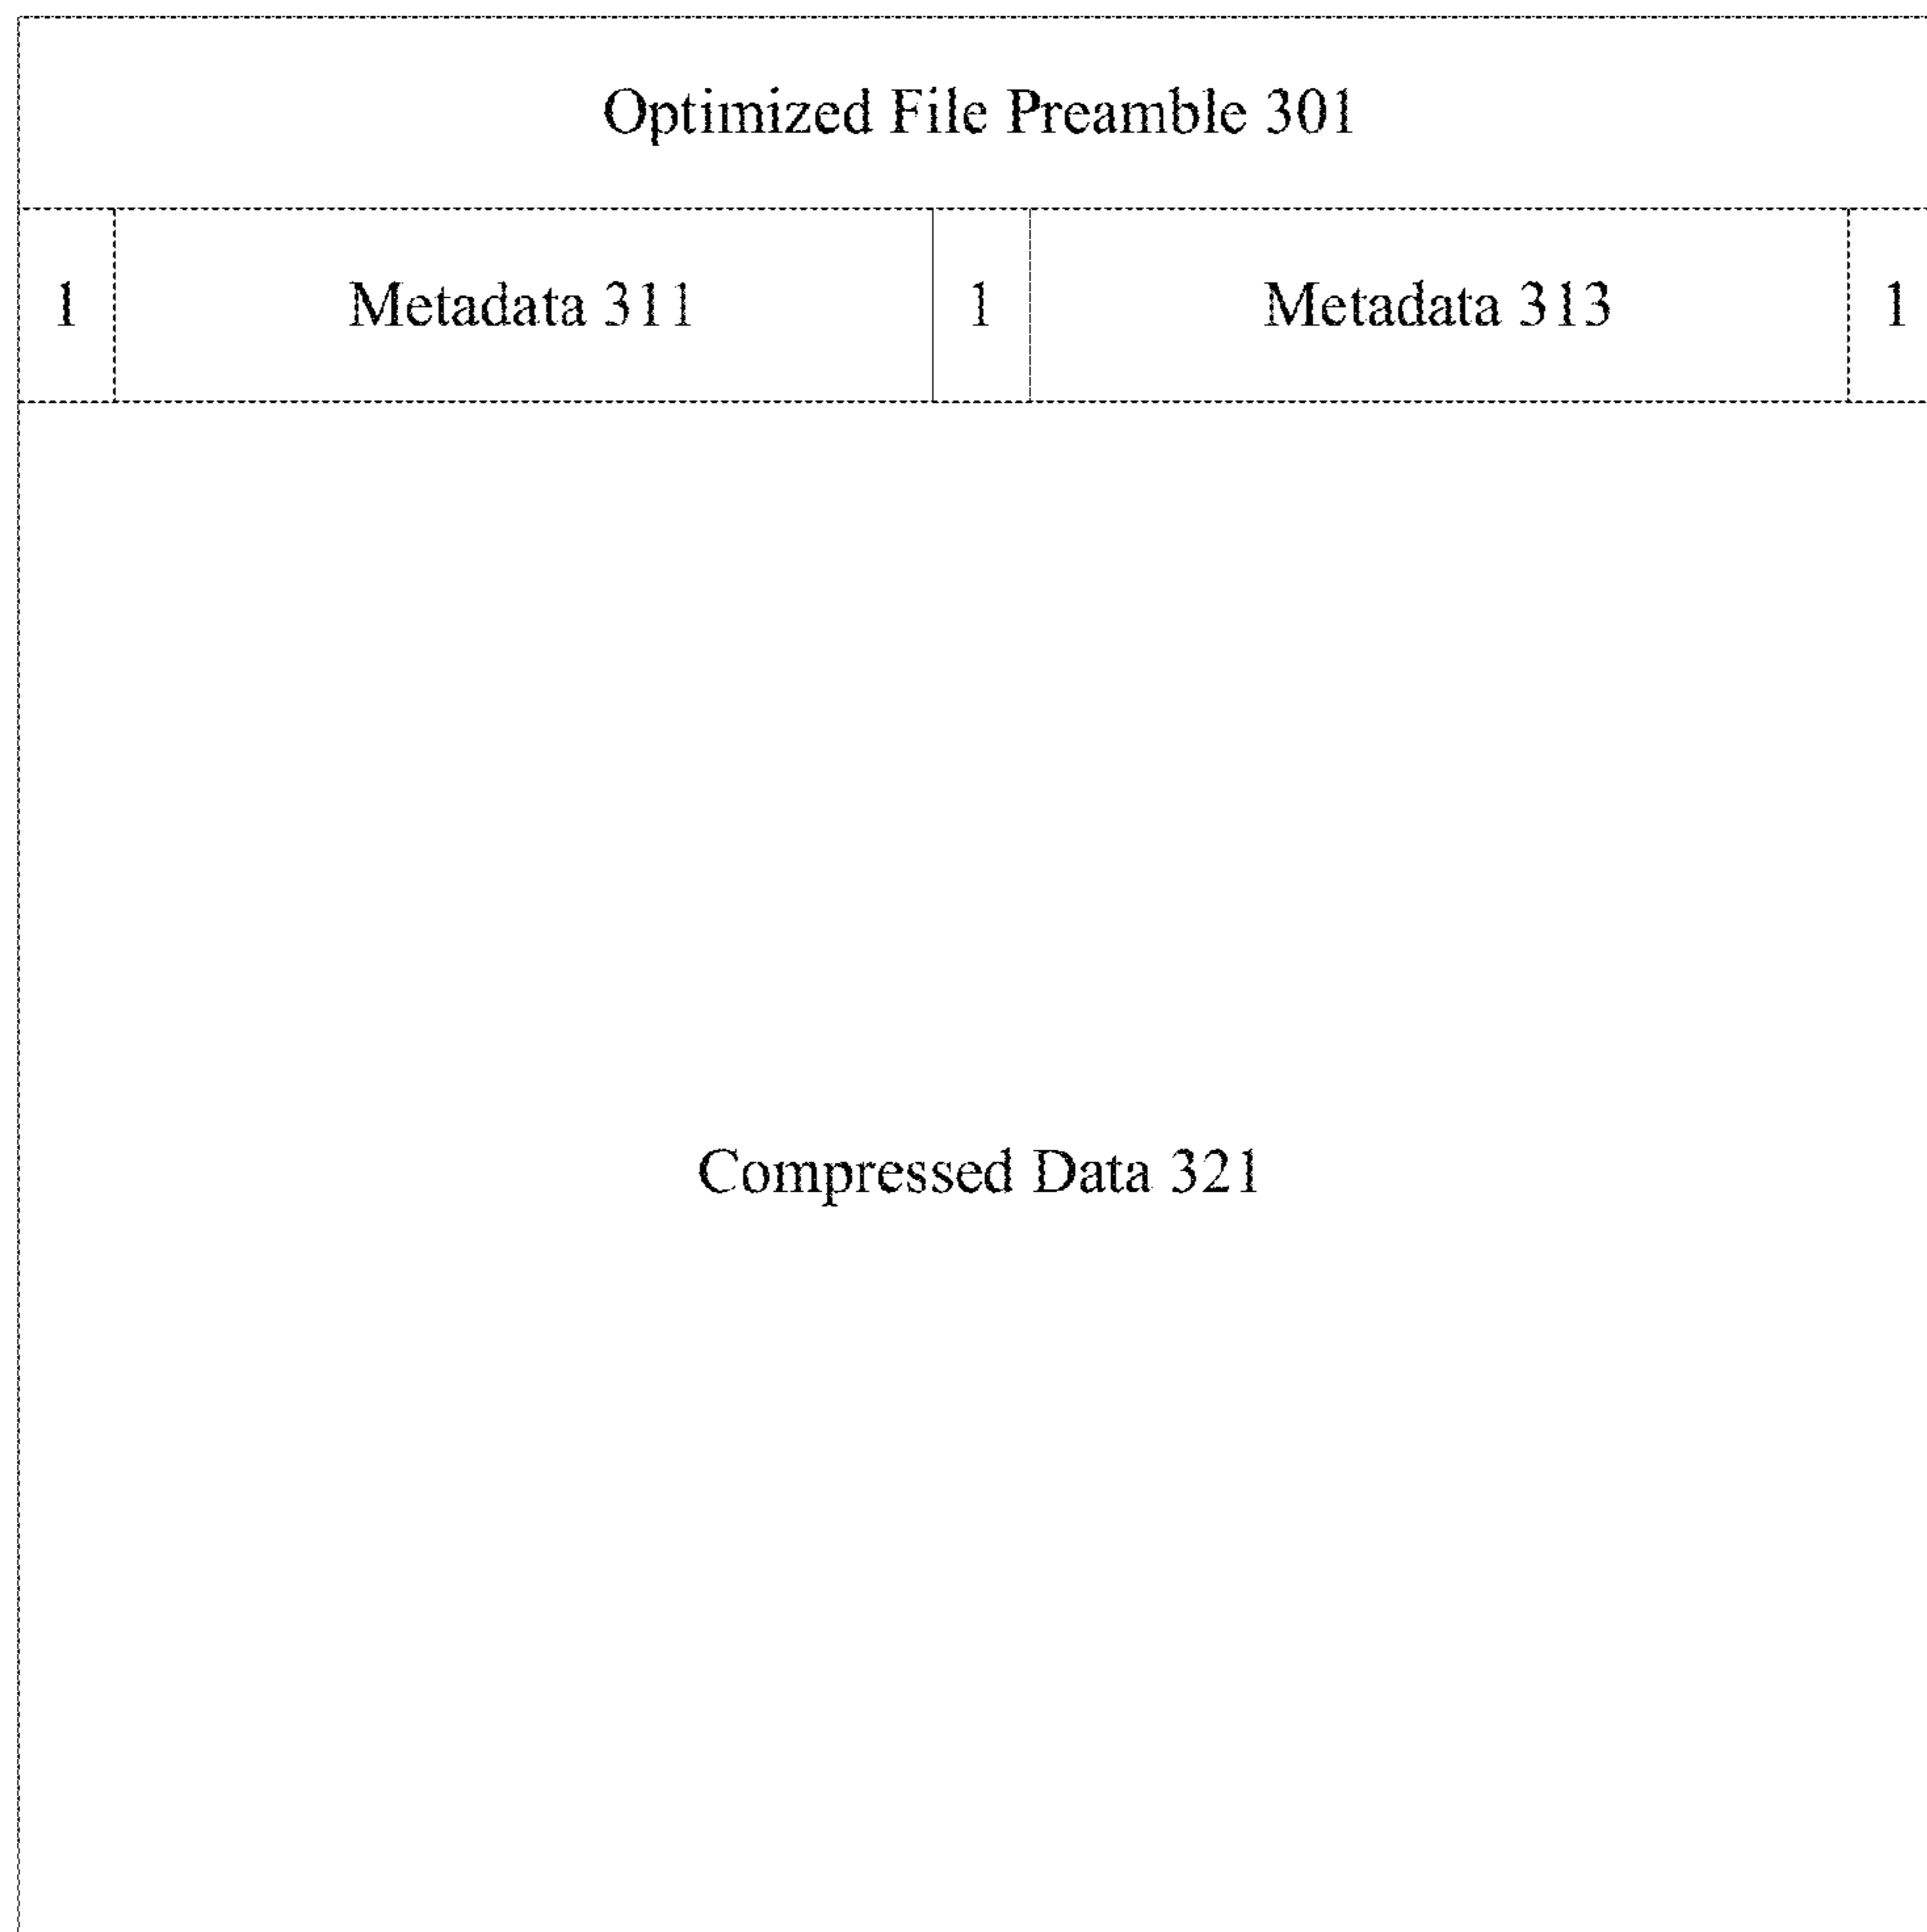 Optimized File Preamble 301
1 Metadata 311 1 Metadata 313 1
Compressed Data 321